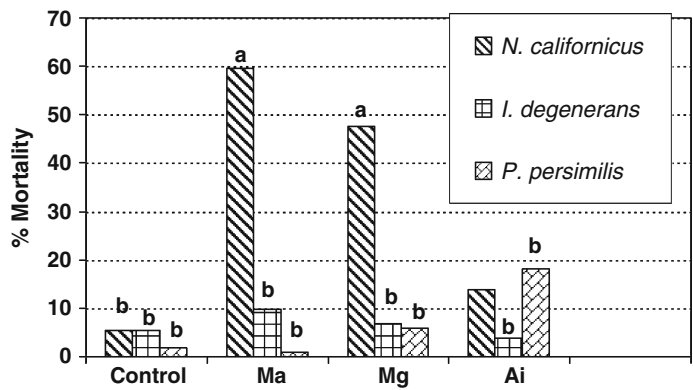 70
60
50
40
30
20
10
0
% Mortality
N. californicus
I. degenerans
P. persimilis
b b b
a b b
a b b
b b
Control Ma Mg Ai